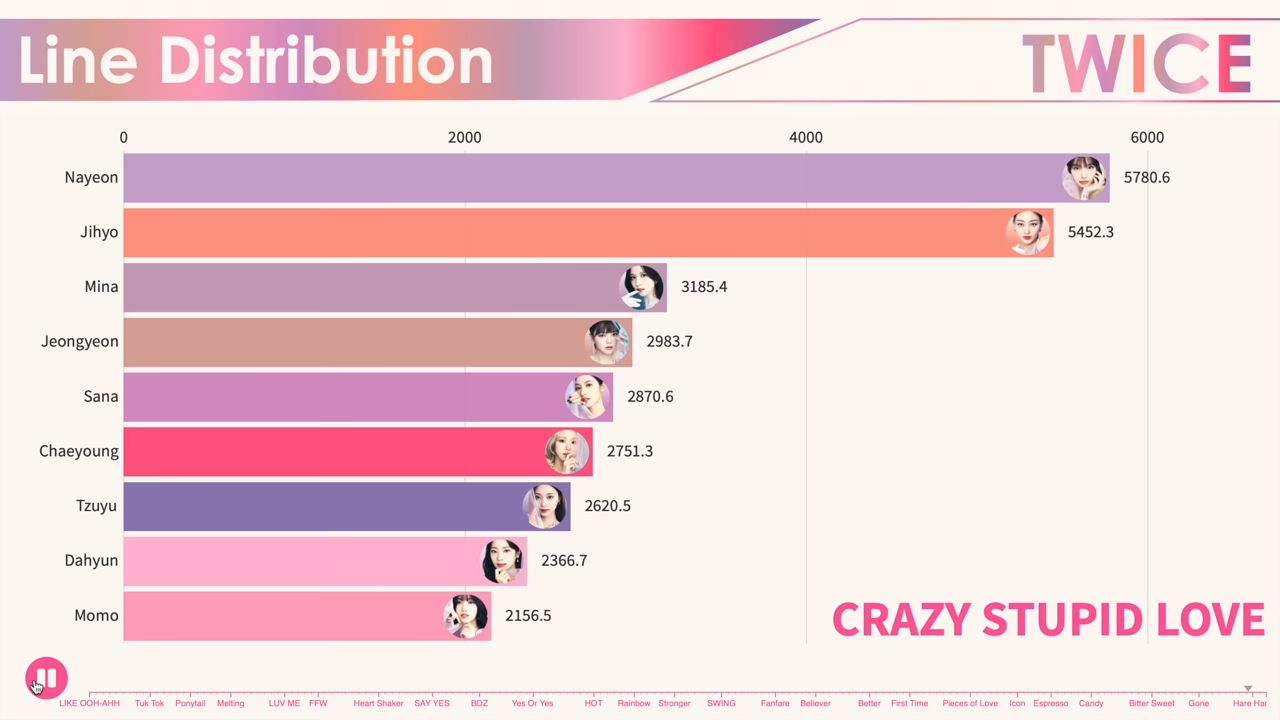 Line Distribution
TWICE
0 2000 4000 6000
Nayeon 5780.6
Jihyo 5452.3
Mina 3185.4
Jeongyeon 2983.7
Sana 2870.6
Chaeyoung 2751.3
Tzuyu 2620.5
Dahyun 2366.7
Momo 2156.5
CRAZY STUPID LOVE
LIKE OOH-AHH Tuk Tok Ponytail Melting LUV ME FFW Heart Shaker SAY YES BDZ Yes Or Yes HOT Rainbow Stronger SWING Fanfare Believer Better First Time Pieces of Love Icon Espresso Candy Bitter Sweet Gone Hare Har